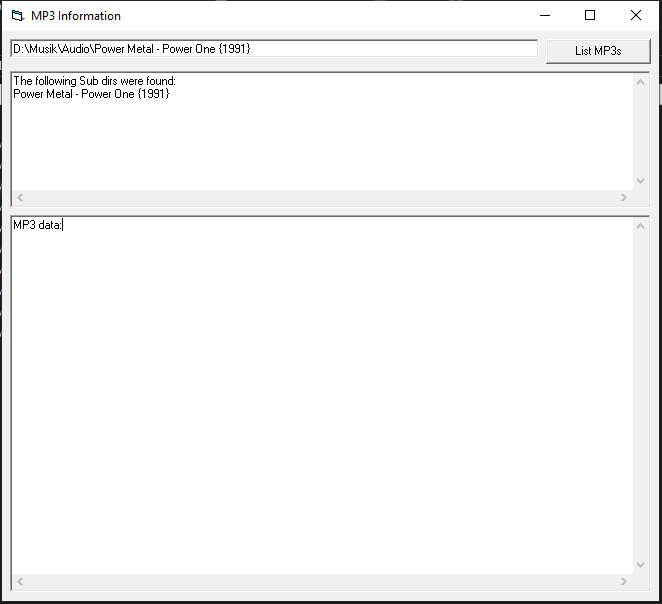 MP3 Information
D:\Musik\Audio\Power Metal - Power One {1991}
List MP3s
The following Sub dirs were found:
Power Metal - Power One {1991}
MP3 data: